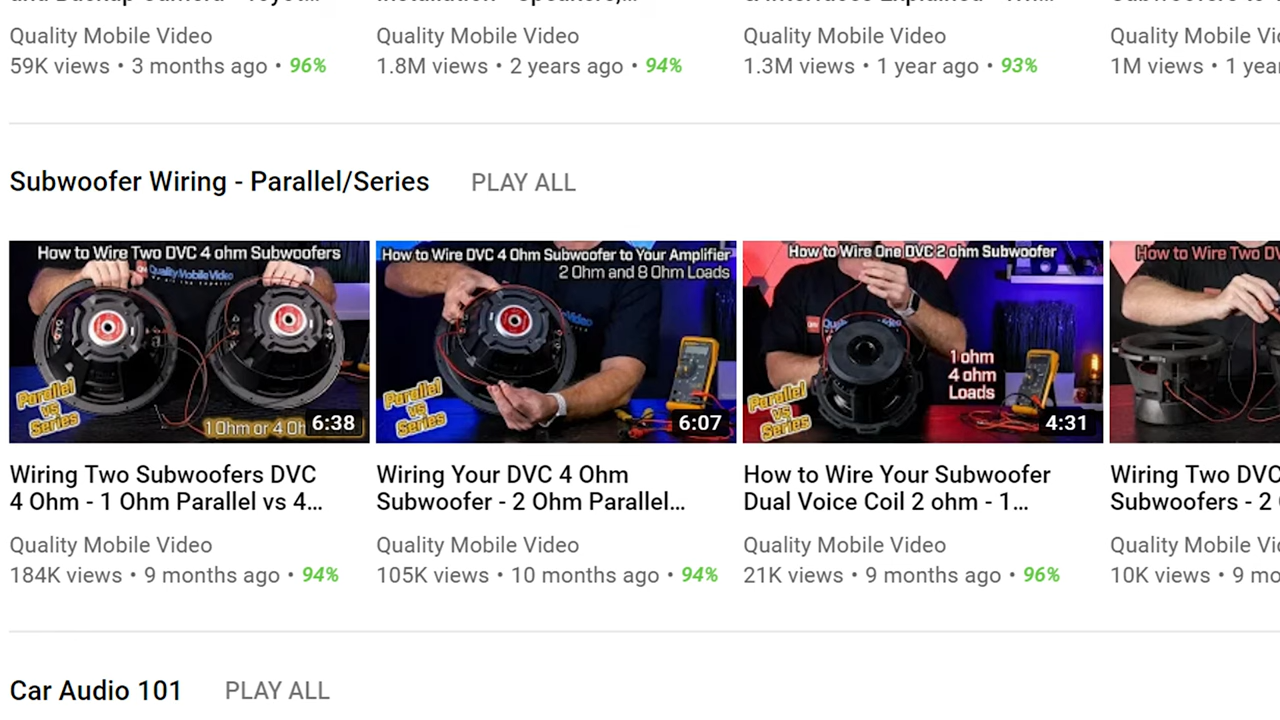 Quality Mobile Video
59K views • 3 months ago • 96%
Quality Mobile Video
1.8M views • 2 years ago • 94%
Quality Mobile Video
1.3M views • 1 year ago • 93%
Quality Mobile
1M views • 1
Subwoofer Wiring - Parallel/Series PLAY ALL
How to Wire Two DVC 4 ohm Subwoofers
Quality Mobile Video
Parallel
vs
Series
1 Ohm or 4
6:38
Wiring Two Subwoofers DVC
4 Ohm - 1 Ohm Parallel vs 4...
Quality Mobile Video
184K views • 9 months ago • 94%
How to Wire DVC 4 Ohm Subwoofer to Your Amplifier
2 Ohm and 8 Ohm Loads
Parallel
vs
Series
6:07
Wiring Your DVC 4 Ohm
Subwoofer - 2 Ohm Parallel...
Quality Mobile Video
105K views • 10 months ago • 94%
How to Wire One DVC 2 ohm Subwoofer
1 ohm
4 ohm
Loads
Parallel
vs
Series
4:31
How to Wire Your Subwoofer
Dual Voice Coil 2 ohm - 1...
Quality Mobile Video
21K views • 9 months ago • 96%
How to Wire Two
Wiring Two DVC
Subwoofers - 2
Quality Mobile
10K views • 9
Car Audio 101 PLAY ALL